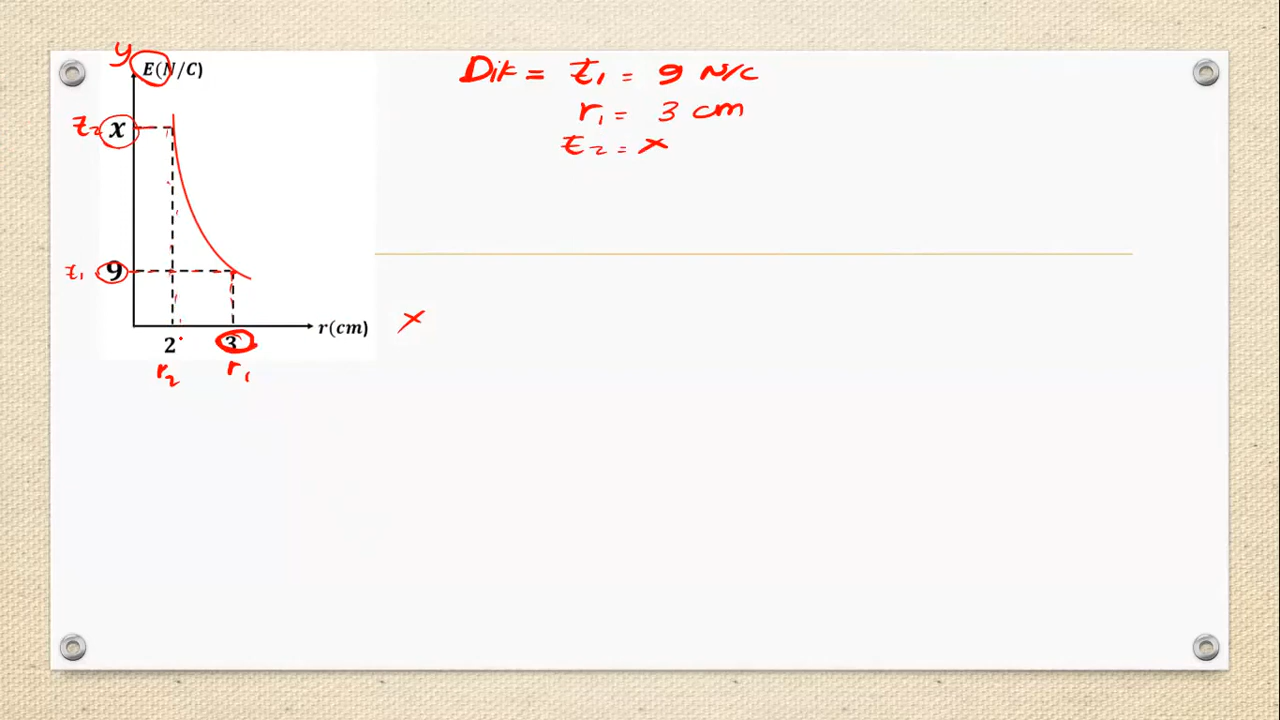 y
E(N/C)
Dik = E₁ = 9 N/C
r₁ = 3 cm
E₂ = x
E₂ x
E₁ 9
r(cm) x
2 3
r₂ r₁